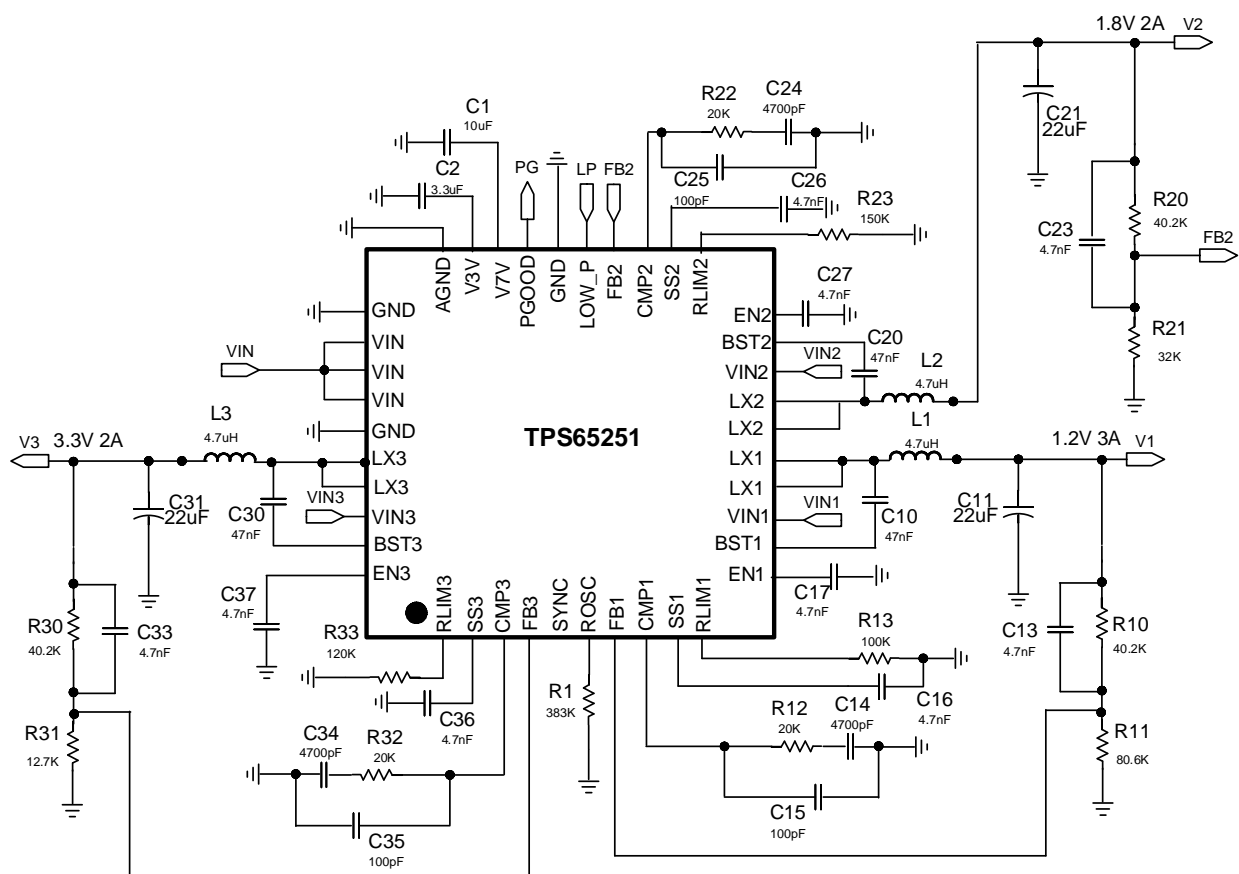 1.8V 2A
V2
C21
22uF
R20
40.2K
C23
4.7nF
FB2
R21
32K
C1
10uF
C2
3.3uF
PG
LP
FB2
R22
20K
C24
4700pF
C25
100pF
C26
4.7nF
R23
150K
AGND
V3V
V7V
PGOOD
GND
LOW_P
FB2
CMP2
SS2
RLIM2
C27
4.7nF
GND
VIN
VIN
VIN
VIN
GND
LX3
LX3
VIN3
VIN3
BST3
EN3
TPS65251
EN2
BST2
VIN2
VIN2
LX2
LX2
LX1
LX1
VIN1
VIN1
BST1
EN1
C20
47nF
L2
4.7uH
L1
4.7uH
1.2V 3A
V1
C10
47nF
C11
22uF
C17
4.7nF
V3
3.3V 2A
L3
4.7uH
C31
22uF
C30
47nF
C37
4.7nF
R30
40.2K
C33
4.7nF
R31
12.7K
RLIM3
SS3
CMP3
FB3
SYNC
ROSC
FB1
CMP1
SS1
RLIM1
R33
120K
C36
4.7nF
C34
4700pF
R32
20K
C35
100pF
R1
383K
R13
100K
C16
4.7nF
R12
20K
C14
4700pF
C15
100pF
C13
4.7nF
R10
40.2K
R11
80.6K